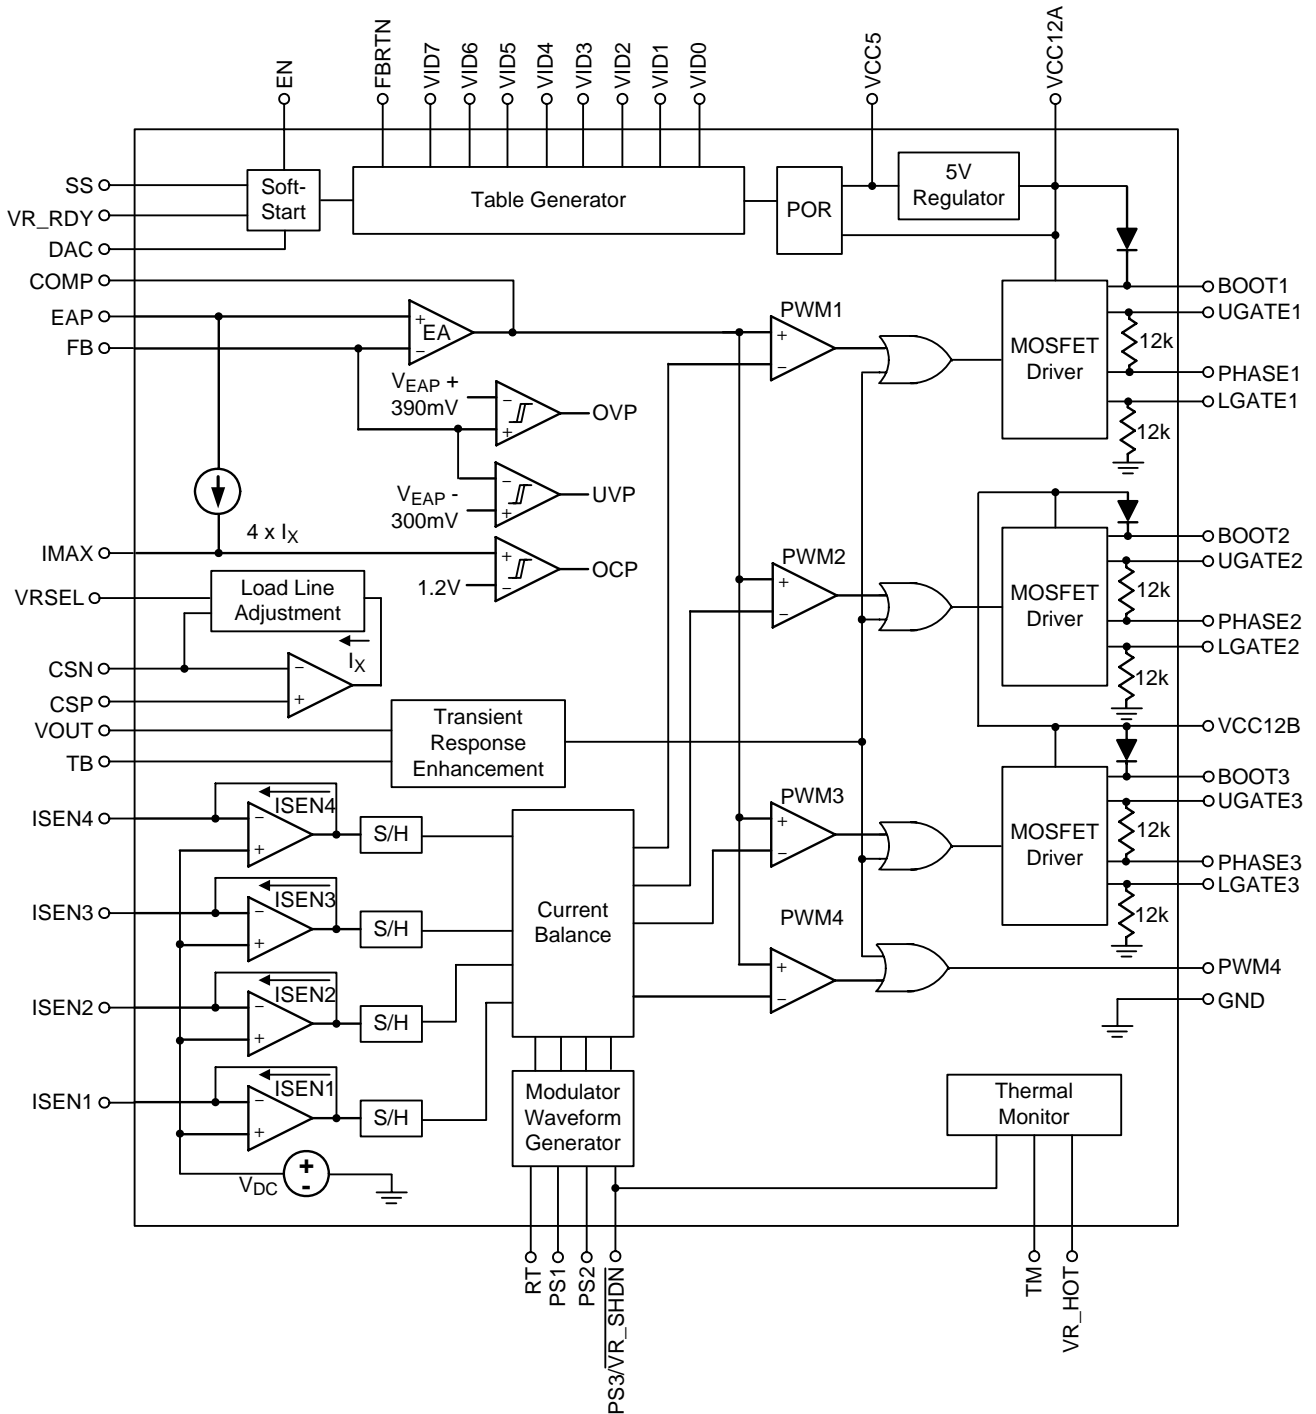 EN
FBRTN
VID7
VID6
VID5
VID4
VID3
VID2
VID1
VID0
VCC5
VCC12A
SS
VR_RDY
DAC
COMP
EAP
FB
IMAX
VRSEL
CSN
CSP
VOUT
TB
ISEN4
ISEN3
ISEN2
ISEN1
Soft-
Start
Table Generator
POR
5V
Regulator
+
EA
−
VEAP +
390mV
−
+
OVP
VEAP -
300mV
−
+
UVP
4 x IX
1.2V
+
−
OCP
Load Line
Adjustment
IX
−
+
Transient
Response
Enhancement
ISEN4
−
+
S/H
ISEN3
−
+
S/H
ISEN2
−
+
S/H
ISEN1
−
+
S/H
VDC
+
-
Current
Balance
Modulator
Waveform
Generator
PWM1
+
−
PWM2
+
−
PWM3
+
−
PWM4
+
−
MOSFET
Driver
12k
12k
MOSFET
Driver
12k
12k
MOSFET
Driver
12k
12k
BOOT1
UGATE1
PHASE1
LGATE1
BOOT2
UGATE2
PHASE2
LGATE2
VCC12B
BOOT3
UGATE3
PHASE3
LGATE3
PWM4
GND
Thermal
Monitor
RT
PS1
PS2
PS3/VR_SHDN
TM
VR_HOT